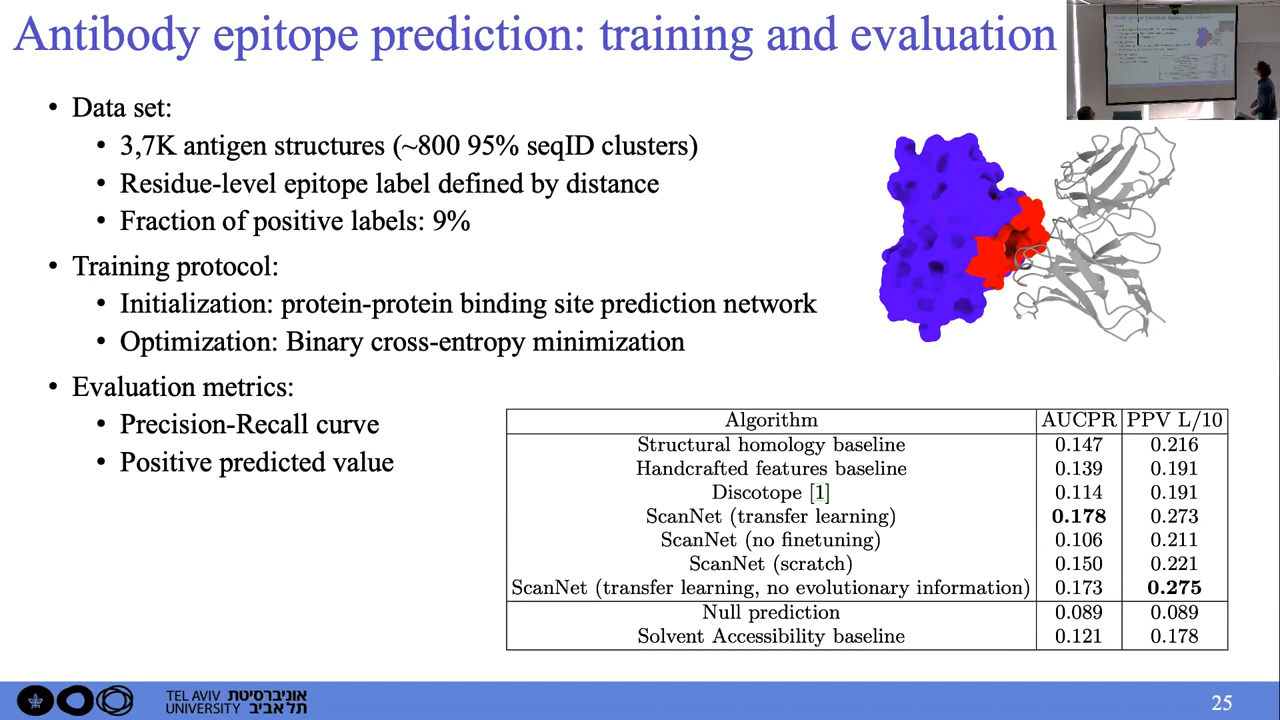 Antibody epitope prediction: training and evaluation
• Data set:
• 3,7K antigen structures (~800 95% seqID clusters)
• Residue-level epitope label defined by distance
• Fraction of positive labels: 9%
• Training protocol:
• Initialization: protein-protein binding site prediction network
• Optimization: Binary cross-entropy minimization
• Evaluation metrics:
• Precision-Recall curve
• Positive predicted value
Algorithm AUCPR PPV L/10
Structural homology baseline 0.147 0.216
Handcrafted features baseline 0.139 0.191
Discotope [1] 0.114 0.191
ScanNet (transfer learning) 0.178 0.273
ScanNet (no finetuning) 0.106 0.211
ScanNet (scratch) 0.150 0.221
ScanNet (transfer learning, no evolutionary information) 0.173 0.275
Null prediction 0.089 0.089
Solvent Accessibility baseline 0.121 0.178
TEL AVIV אוניברסיטת
UNIVERSITY תל אביב
25